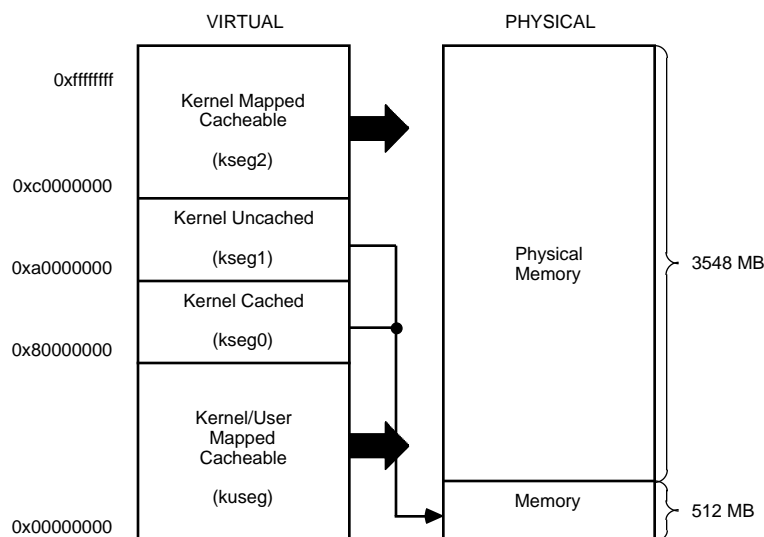 VIRTUAL
PHYSICAL
0xffffffff
Kernel Mapped
Cacheable
(kseg2)
0xc0000000
Kernel Uncached
(kseg1)
0xa0000000
Kernel Cached
(kseg0)
0x80000000
Kernel/User
Mapped
Cacheable
(kuseg)
0x00000000
Physical
Memory
3548 MB
Memory
512 MB